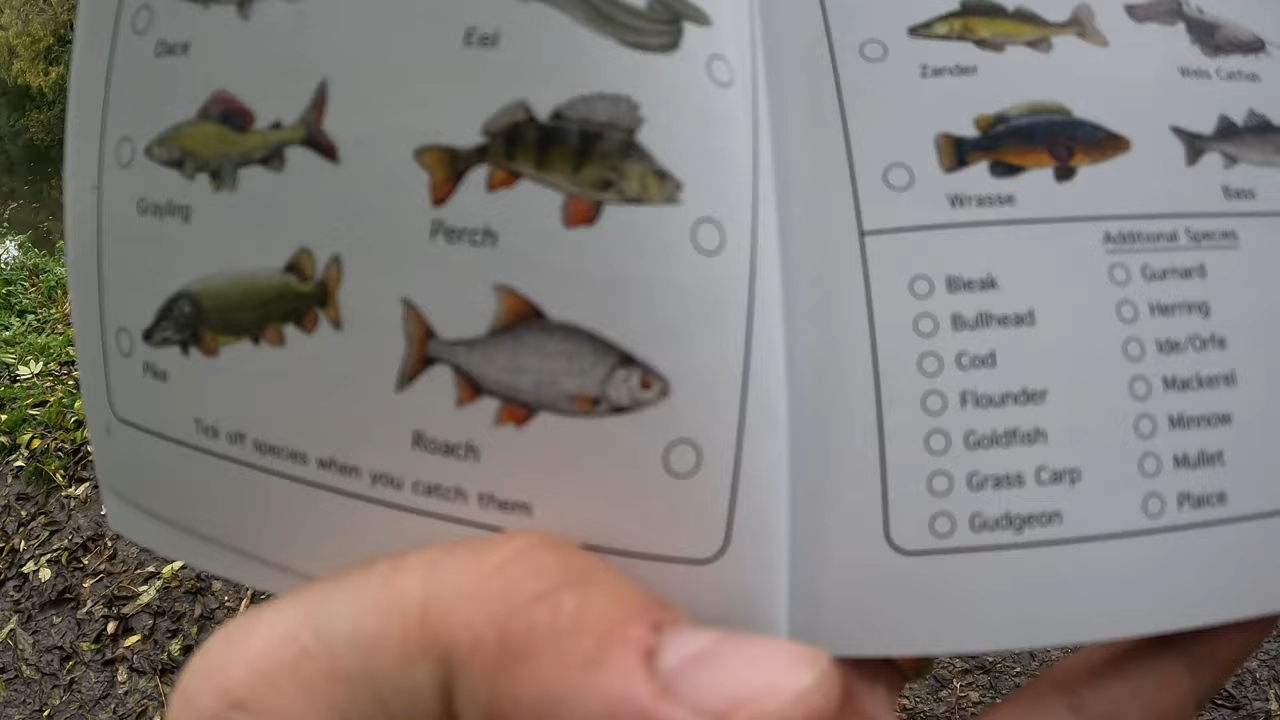 Dace
Eel
Grayling
Perch
Pike
Roach
Tick off species when you catch them
Zander
Wels Catfish
Wrasse
Bass
Additional Species
Bleak
Bullhead
Cod
Flounder
Goldfish
Grass Carp
Gudgeon
Gurnard
Herring
Ide/Orfe
Mackerel
Minnow
Mullet
Plaice